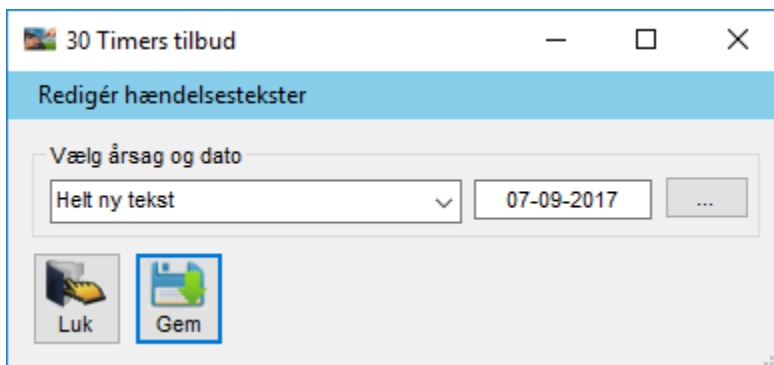 30 Timers tilbud
Redigér hændelsestekster
Vælg årsag og dato
Helt ny tekst
07-09-2017
...
Luk
Gem